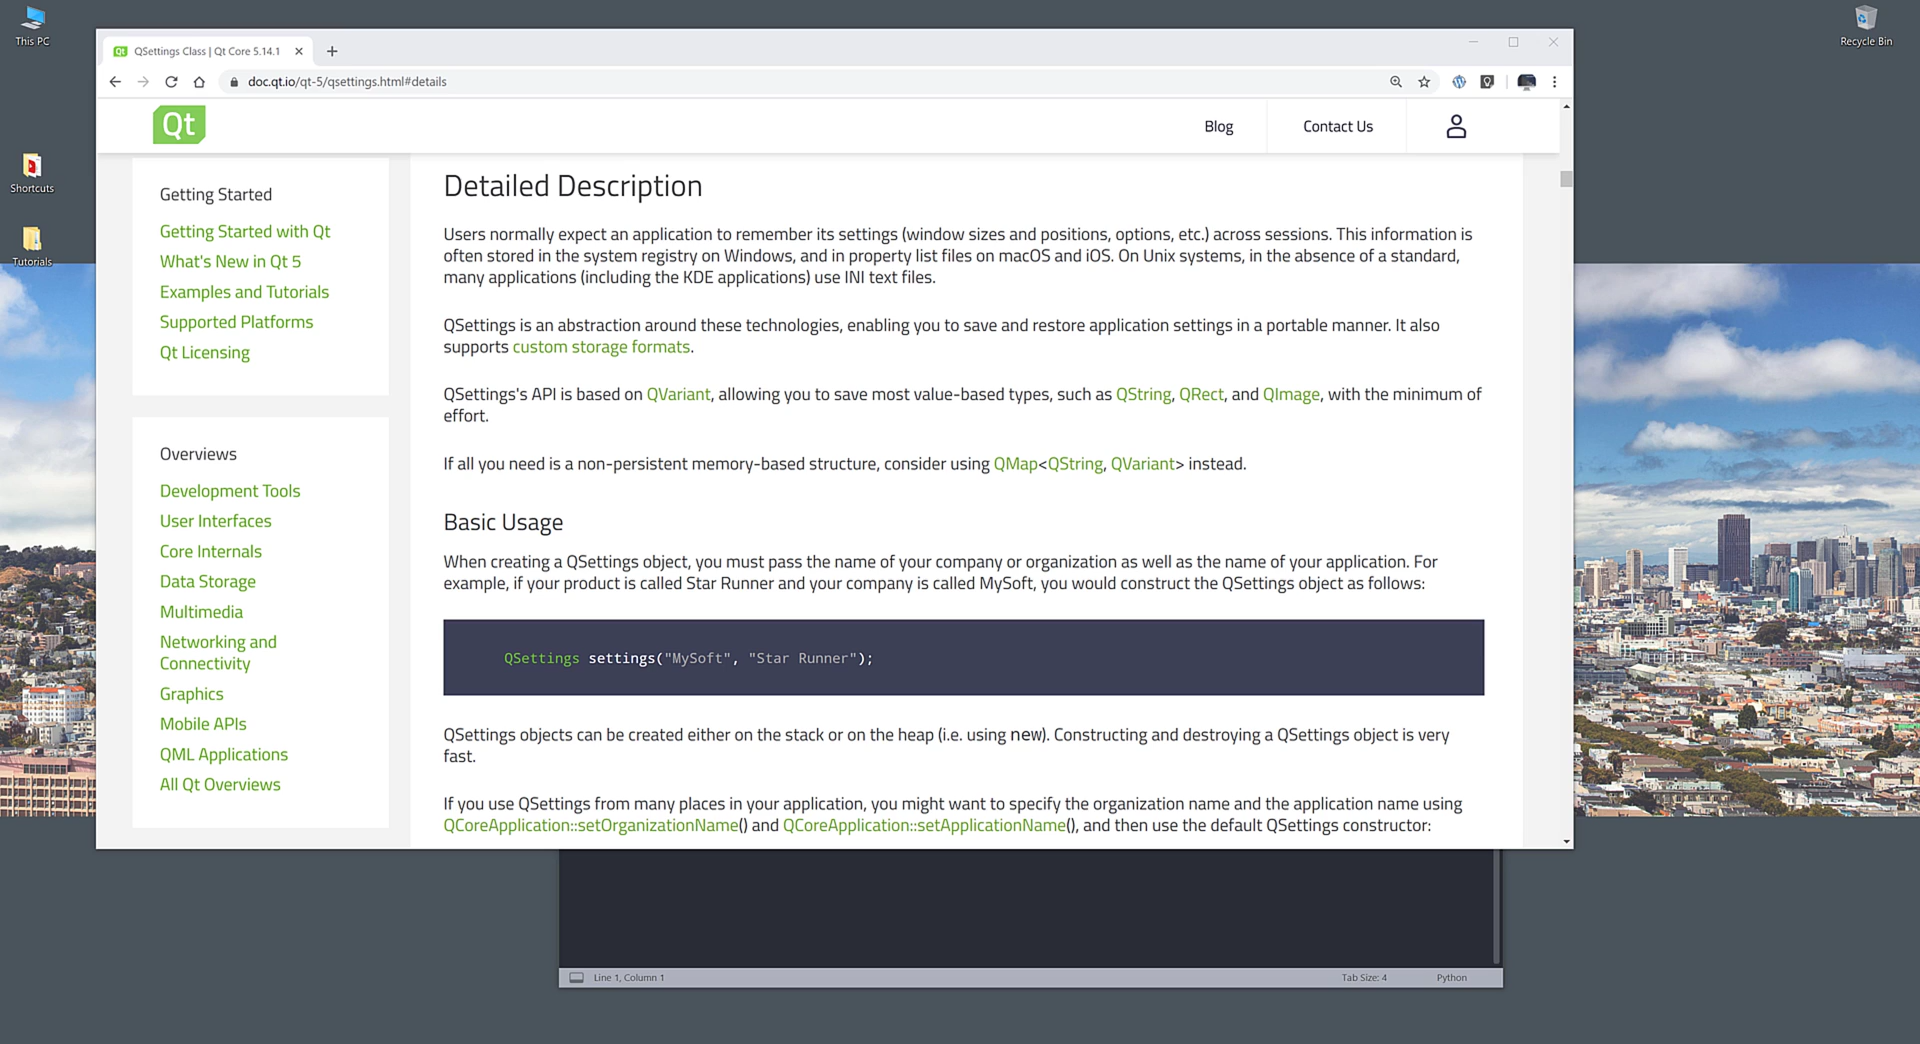 This PC
Recycle Bin
Shortcuts
Tutorials
Qt QSettings Class | Qt Core 5.14.1
doc.qt.io/qt-5/qsettings.html#details
Qt
Blog
Contact Us
Getting Started
Getting Started with Qt
What's New in Qt 5
Examples and Tutorials
Supported Platforms
Qt Licensing
Overviews
Development Tools
User Interfaces
Core Internals
Data Storage
Multimedia
Networking and
Connectivity
Graphics
Mobile APIs
QML Applications
All Qt Overviews
Detailed Description
Users normally expect an application to remember its settings (window sizes and positions, options, etc.) across sessions. This information is
often stored in the system registry on Windows, and in property list files on macOS and iOS. On Unix systems, in the absence of a standard,
many applications (including the KDE applications) use INI text files.
QSettings is an abstraction around these technologies, enabling you to save and restore application settings in a portable manner. It also
supports custom storage formats.
QSettings's API is based on QVariant, allowing you to save most value-based types, such as QString, QRect, and QImage, with the minimum of
effort.
If all you need is a non-persistent memory-based structure, consider using QMap<QString, QVariant> instead.
Basic Usage
When creating a QSettings object, you must pass the name of your company or organization as well as the name of your application. For
example, if your product is called Star Runner and your company is called MySoft, you would construct the QSettings object as follows:
QSettings settings("MySoft", "Star Runner");
QSettings objects can be created either on the stack or on the heap (i.e. using new). Constructing and destroying a QSettings object is very
fast.
If you use QSettings from many places in your application, you might want to specify the organization name and the application name using
QCoreApplication::setOrganizationName() and QCoreApplication::setApplicationName(), and then use the default QSettings constructor:
Line 1, Column 1
Tab Size: 4
Python